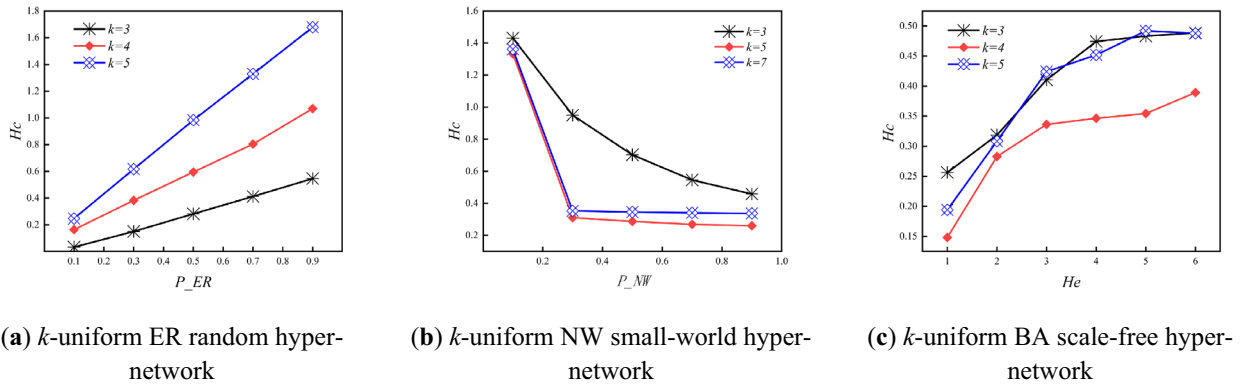 1.8
1.6
1.4
1.2
1.0
0.8
0.6
0.4
0.2
Hc
k=3
k=4
k=5
0.1 0.2 0.3 0.4 0.5 0.6 0.7 0.8 0.9
P_ER
1.6
1.4
1.2
1.0
0.8
0.6
0.4
0.2
Hc
k=3
k=5
k=7
0.2 0.4 0.6 0.8 1.0
P_NW
0.50
0.45
0.40
0.35
0.30
0.25
0.20
0.15
Hc
k=3
k=4
k=5
1 2 3 4 5 6
He
(a) k-uniform ER random hyper-
network
(b) k-uniform NW small-world hyper-
network
(c) k-uniform BA scale-free hyper-
network